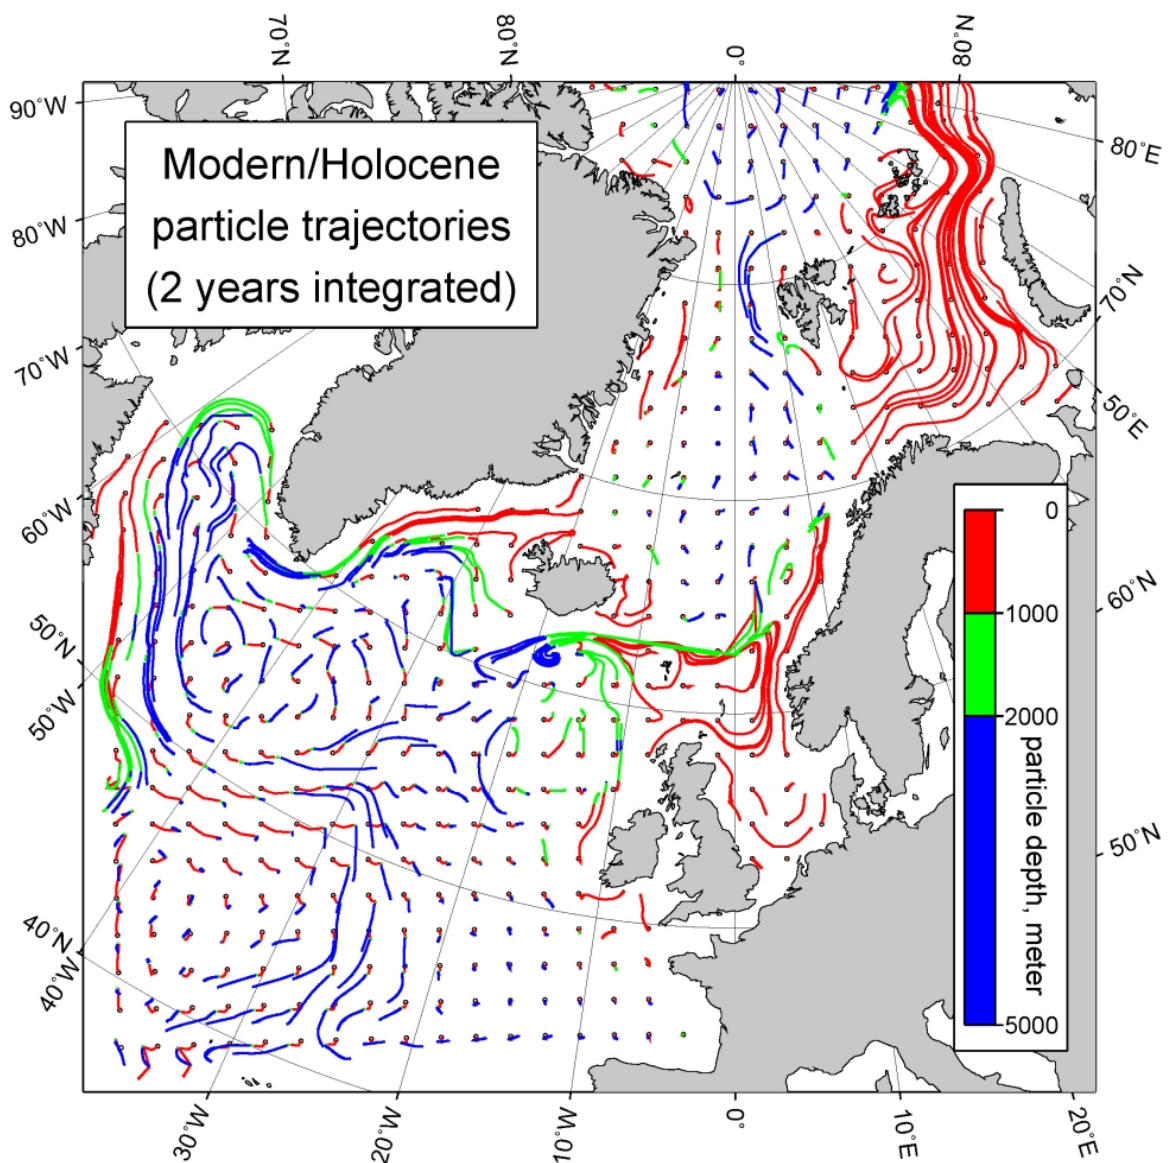 70°N
80°N
0°
80°N
90°W
80°E
Modern/Holocene
particle trajectories
(2 years integrated)
80°W
70°N
70°W
50°E
60°W
0
1000
2000
5000
particle depth, meter
60°N
50°N
50°W
50°N
40°N
40°W
30°W
20°W
10°W
0°
10°E
20°E